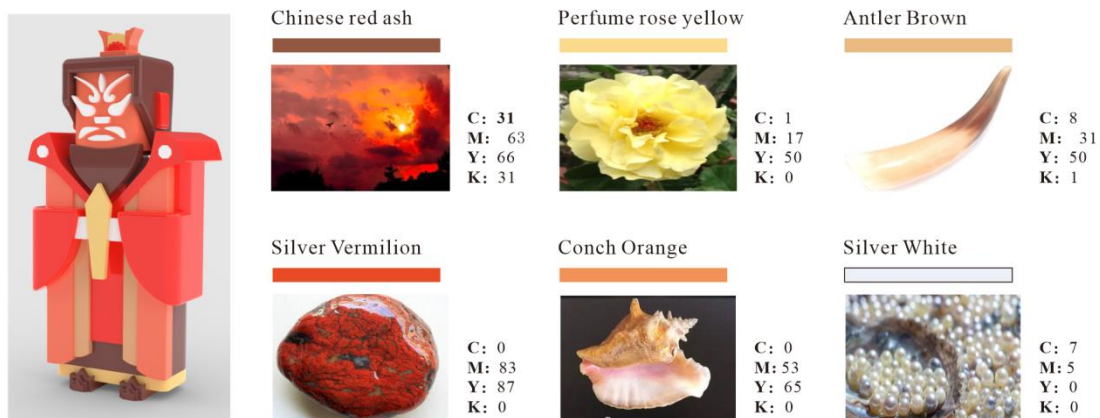 Chinese red ash
C: 31
M: 63
Y: 66
K: 31
Perfume rose yellow
C: 1
M: 17
Y: 50
K: 0
Antler Brown
C: 8
M: 31
Y: 50
K: 1
Silver Vermilion
C: 0
M: 83
Y: 87
K: 0
Conch Orange
C: 0
M: 53
Y: 65
K: 0
Silver White
C: 7
M: 5
Y: 0
K: 0